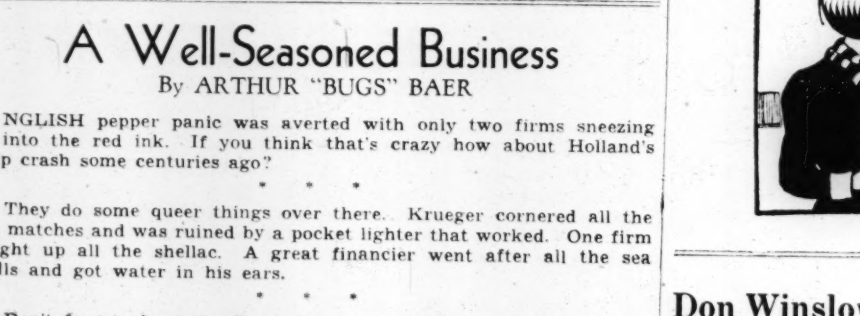 A Well-Seasoned Business
By ARTHUR "BUGS" BAER
NGLISH pepper panic was averted with only two firms sneezing
into the red ink. If you think that's crazy how about Holland's
p crash some centuries ago?
* * *
They do some queer things over there. Krueger cornered all the
matches and was ruined by a pocket lighter that worked. One firm
ght up all the shellac. A great financier went after all the sea
lls and got water in his ears.
* * *
Don Winslow